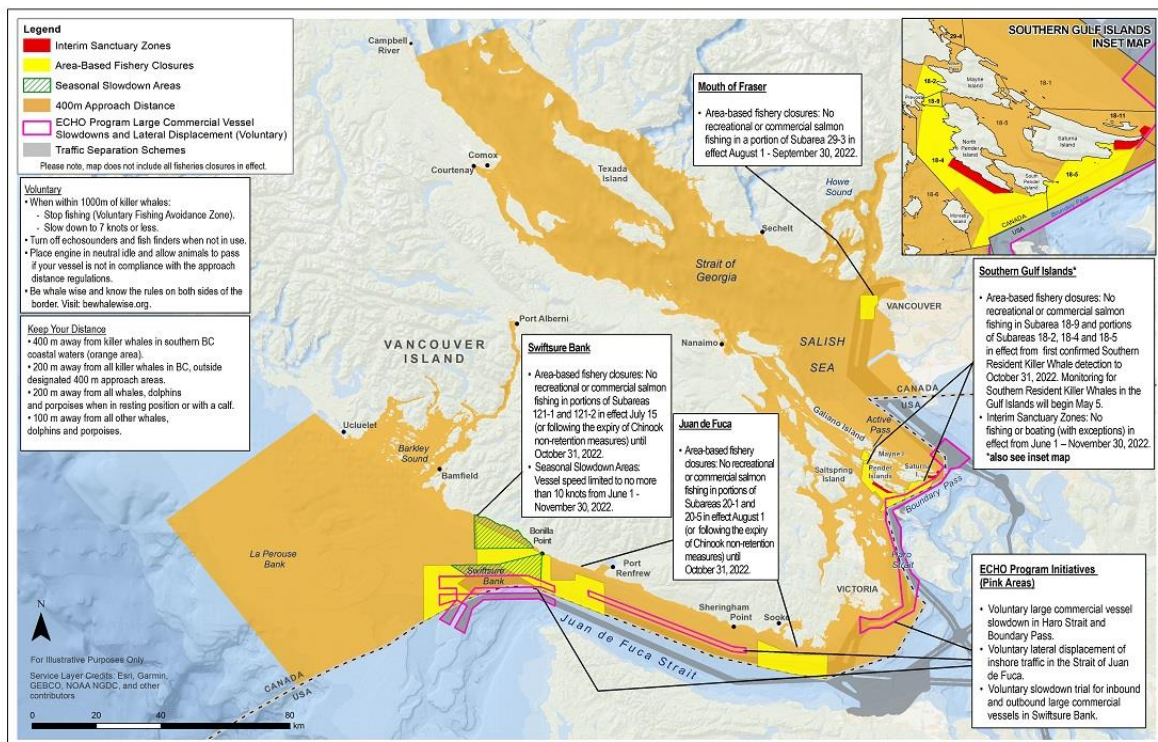 Legend
Interim Sanctuary Zones
Area-Based Fishery Closures
Seasonal Slowdown Areas
400m Approach Distance
ECHO Program Large Commercial Vessel
Slowdowns and Lateral Displacement (Voluntary)
Traffic Separation Schemes
Please note, map does not include all fisheries closures in effect.
Voluntary
• When within 1000m of killer whales:
- Stop fishing (Voluntary Fishing Avoidance Zone).
- Slow down to 7 knots or less.
• Turn off echosounders and fish finders when not in use.
• Place engine in neutral idle and allow animals to pass
if your vessel is not in compliance with the approach
distance regulations.
• Be whale wise and know the rules on both sides of the
border. Visit: bewhalewise.org.
Keep Your Distance
• 400 m away from killer whales in southern BC
coastal waters (orange area).
• 200 m away from all killer whales in BC, outside
designated 400 m approach areas.
• 200 m away from all whales, dolphins
and porpoises when in resting position or with a calf.
• 100 m away from all other whales,
dolphins and porpoises.
Campbell
River
Comox
Courtenay
Texada
Island
Howe
Sound
Sechelt
Strait of
Georgia
VANCOUVER
Port Alberni
VANCOUVER
ISLAND
Nanaimo
SALISH
SEA
CANADA
USA
Galiano Island
Active
Pass
Mayne I.
Pender
Islands
Saturna
I.
Saltspring
Island
Boundary Pass
Haro
Strait
VICTORIA
Ucluelet
Barkley
Sound
Bamfield
La Perouse
Bank
Bonilla
Point
Swiftsure
Bank
Port
Renfrew
Sheringham
Point
Sooke
Juan de Fuca Strait
CANADA
USA
Mouth of Fraser
• Area-based fishery closures: No
recreational or commercial salmon
fishing in a portion of Subarea 29-3 in
effect August 1 - September 30, 2022.
Swiftsure Bank
• Area-based fishery closures: No
recreational or commercial salmon
fishing in portions of Subareas
121-1 and 121-2 in effect July 15
(or following the expiry of Chinook
non-retention measures) until
October 31, 2022.
• Seasonal Slowdown Areas:
Vessel speed limited to no more
than 10 knots from June 1 -
November 30, 2022.
Juan de Fuca
• Area-based fishery
closures: No recreational
or commercial salmon
fishing in portions of
Subareas 20-1 and
20-5 in effect August 1
(or following the expiry
of Chinook non-retention
measures) until
October 31, 2022.
SOUTHERN GULF ISLANDS
INSET MAP
29-4
18-2
Mayne
Island
18-1
18-9
18-5
18-11
Saturna
Island
North
Pender
Island
18-4
South
Pender
Island
18-5
18-6
Moresby
Island
CANADA
USA
Boundary Pass
Southern Gulf Islands*
• Area-based fishery closures: No
recreational or commercial salmon
fishing in Subarea 18-9 and portions
of Subareas 18-2, 18-4 and 18-5
in effect from first confirmed Southern
Resident Killer Whale detection to
October 31, 2022. Monitoring for
Southern Resident Killer Whales in the
Gulf Islands will begin May 5.
• Interim Sanctuary Zones: No
fishing or boating (with exceptions) in
effect from June 1 – November 30, 2022.
*also see inset map
ECHO Program Initiatives
(Pink Areas)
• Voluntary large commercial vessel
slowdown in Haro Strait and
Boundary Pass.
• Voluntary lateral displacement of
inshore traffic in the Strait of Juan
de Fuca.
• Voluntary slowdown trial for inbound
and outbound large commercial
vessels in Swiftsure Bank.
N
For Illustrative Purposes Only
Service Layer Credits: Esri, Garmin,
GEBCO, NOAA NGDC, and other
contributors
0 20 40 80
km